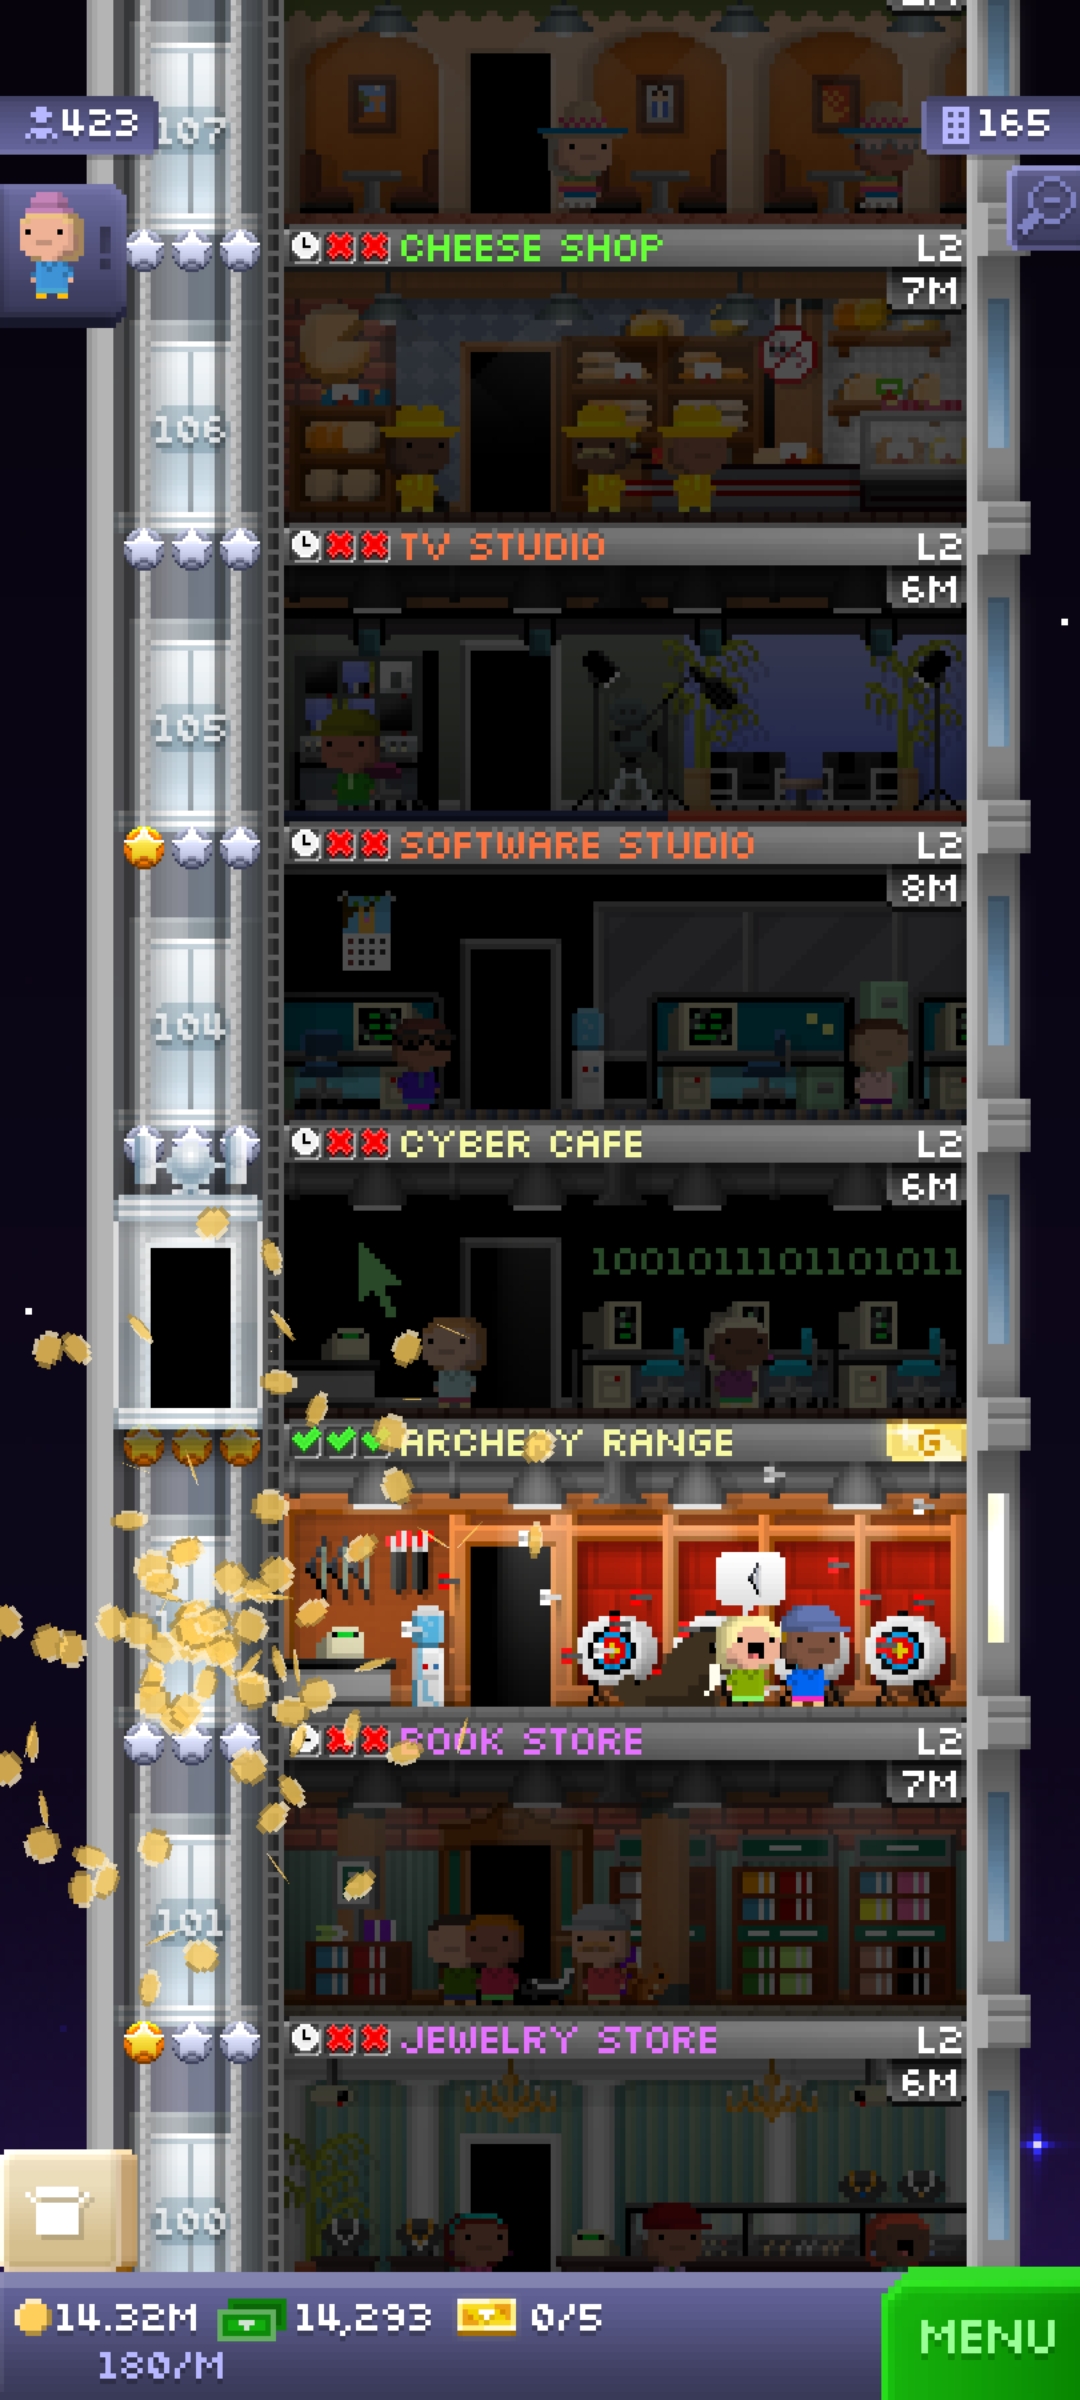 423
107
165
CHEESE SHOP L2
7M
106
TV STUDIO L2
6M
105
SOFTWARE STUDIO L2
8M
104
CYBER CAFE L2
6M
1001011101101011
ARCHERY RANGE G
BOOK STORE L2
7M
101
JEWELRY STORE L2
6M
100
14.32M 14,293 0/5
180/M
MENU